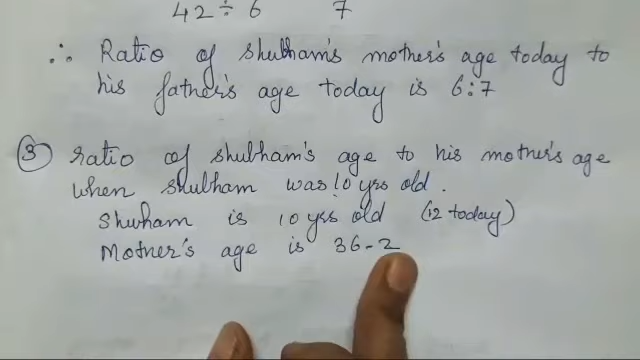 42 ÷ 6 7
∴ Ratio of Shubham's mother's age today to
his father's age today is 6:7
③ ratio of Shubham's age to his mother's age
when Shubham was 10 yrs old.
Shubham is 10 yrs old (12 today)
Mother's age is 36-2